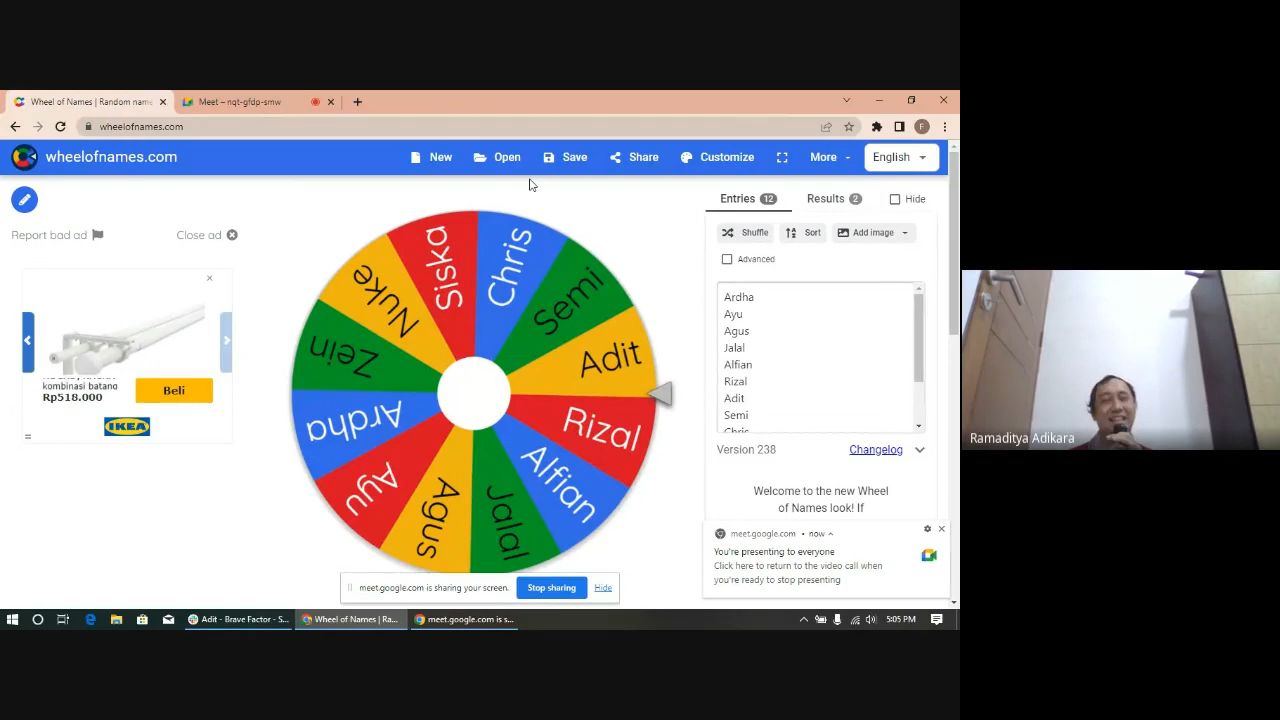 Wheel of Names | Random name
Meet – nqt-gfdp-smw
wheelofnames.com
F
wheelofnames.com
New
Open
Save
Share
Customize
More
English
Report bad ad
Close ad
kombinasi batang
Rp518.000
Beli
IKEA
Siska
Chris
Semi
Adit
Rizal
Alfian
Jalal
Agus
Ayu
Ardha
Zein
Nuke
Entries 12
Results 2
Hide
Shuffle
Sort
Add image
Advanced
Ardha
Ayu
Agus
Jalal
Alfian
Rizal
Adit
Semi
Chris
Version 238
Changelog
Welcome to the new Wheel
of Names look! If
meet.google.com • now
You're presenting to everyone
Click here to return to the video call when
you're ready to stop presenting
meet.google.com is sharing your screen.
Stop sharing
Hide
Adit - Brave Factor - S...
Wheel of Names | Ra...
meet.google.com is s...
5:05 PM
Ramaditya Adikara